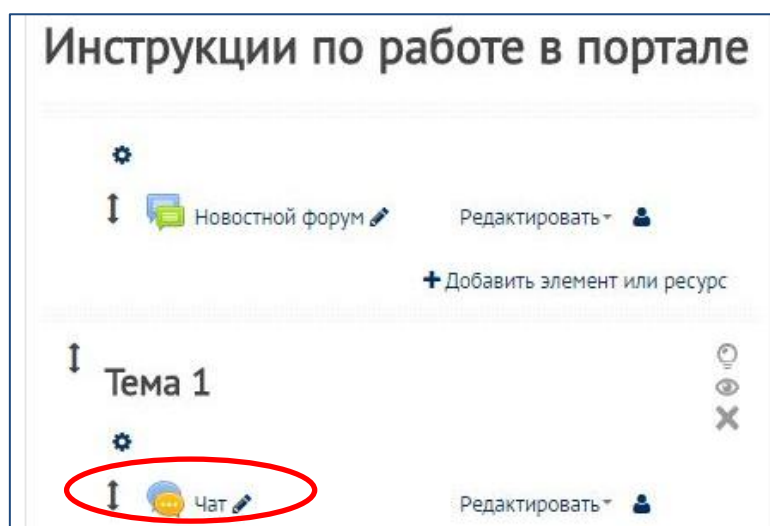 Инструкции по работе в портале
Новостной форум Редактировать
Добавить элемент или ресурс
Тема 1
Чат Редактировать